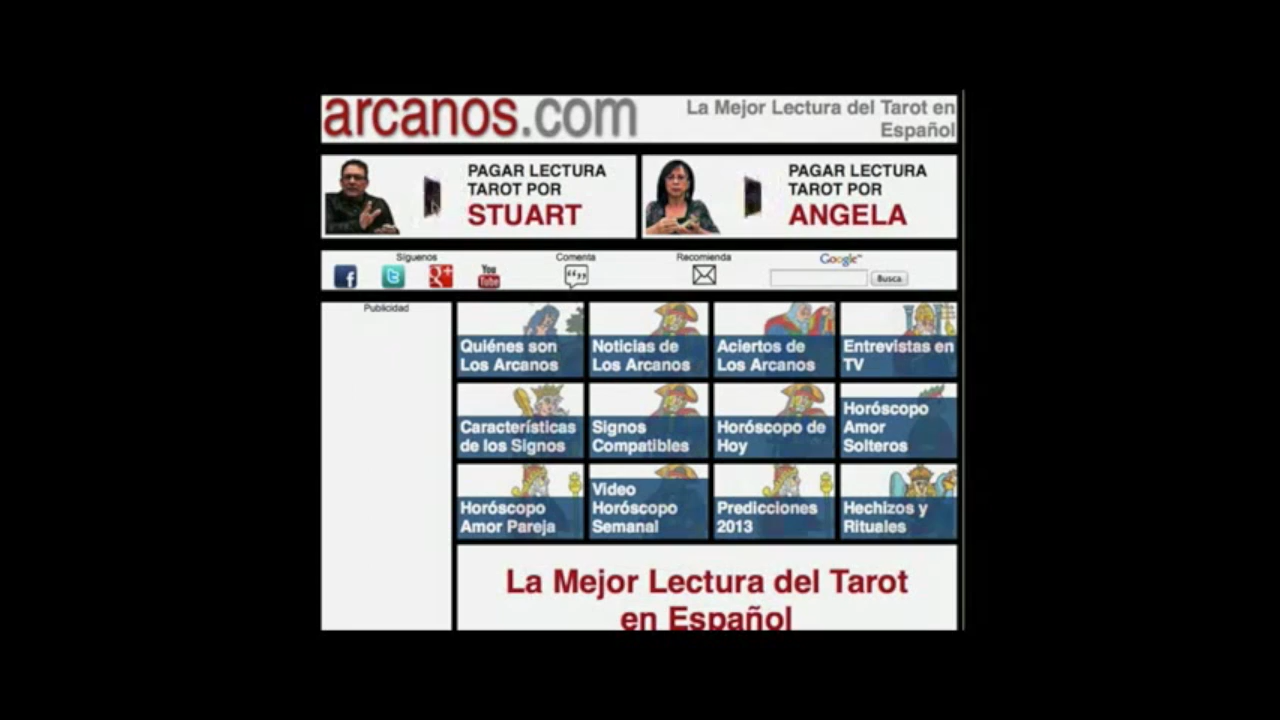 arcanos.com
La Mejor Lectura del Tarot en
Español
PAGAR LECTURA
TAROT POR
STUART
PAGAR LECTURA
TAROT POR
ANGELA
Síguenos
Comenta
Recomienda
Google™
f
t
g+
You
Tube
Busca
Publicidad
Quiénes son
Los Arcanos
Noticias de
Los Arcanos
Aciertos de
Los Arcanos
Entrevistas en
TV
Características
de los Signos
Signos
Compatibles
Horóscopo de
Hoy
Horóscopo
Amor
Solteros
Horóscopo
Amor Pareja
Video
Horóscopo
Semanal
Predicciones
2013
Hechizos y
Rituales
La Mejor Lectura del Tarot
en Español